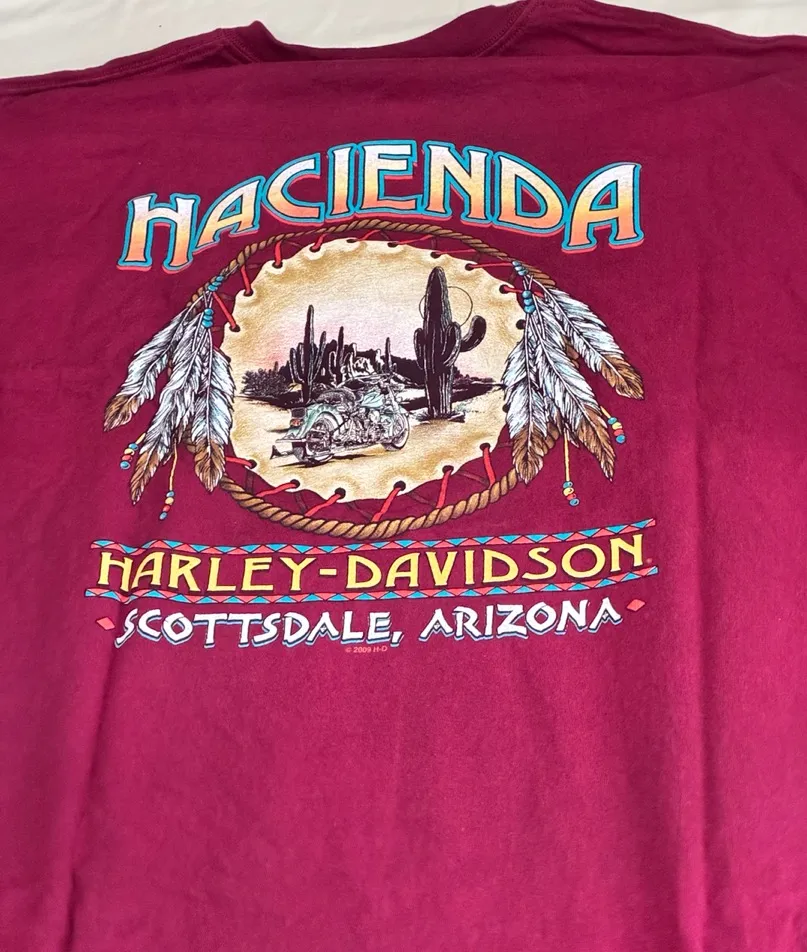 HACIENDA
HARLEY-DAVIDSON®
SCOTTSDALE, ARIZONA
© 2009 H-D